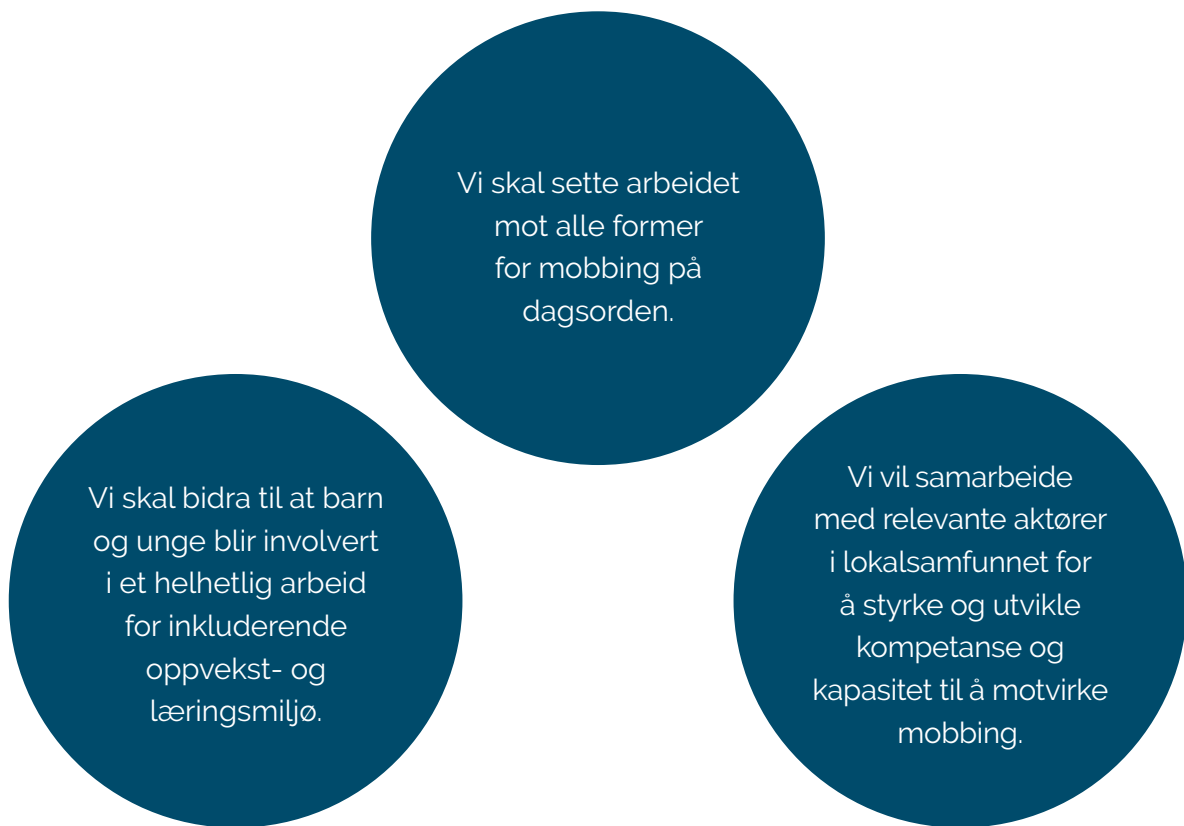 Vi skal sette arbeidet
mot alle former
for mobbing på
dagsorden.
Vi skal bidra til at barn
og unge blir involvert
i et helhetlig arbeid
for inkluderende
oppvekst- og
læringsmiljø.
Vi vil samarbeide
med relevante aktører
i lokalsamfunnet for
å styrke og utvikle
kompetanse og
kapasitet til å motvirke
mobbing.